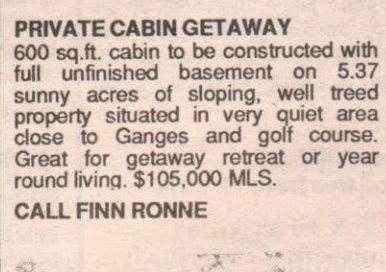 PRIVATE CABIN GETAWAY
600 sq.ft. cabin to be constructed with
full unfinished basement on 5.37
sunny acres of sloping, well treed
property situated in very quiet area
close to Ganges and golf course.
Great for getaway retreat or year
round living. $105,000 MLS.
CALL FINN RONNE